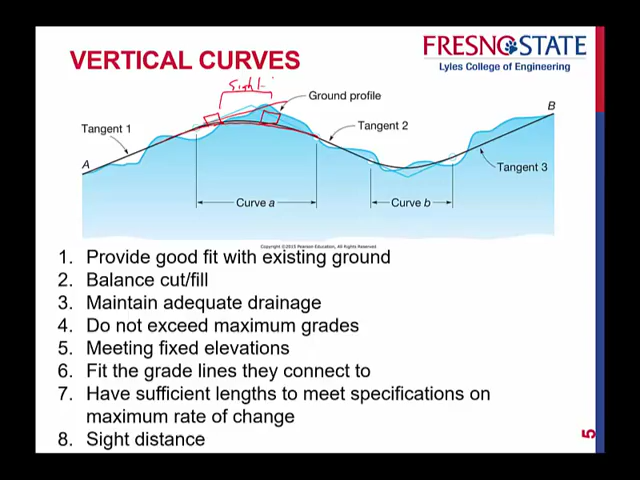 VERTICAL CURVES
FRESNO STATE
Lyles College of Engineering
Sight
Ground profile
B
Tangent 1
Tangent 2
A
Tangent 3
Curve a
Curve b
Copyright ©2015 Pearson Education, All Rights Reserved
1. Provide good fit with existing ground
2. Balance cut/fill
3. Maintain adequate drainage
4. Do not exceed maximum grades
5. Meeting fixed elevations
6. Fit the grade lines they connect to
7. Have sufficient lengths to meet specifications on
maximum rate of change
8. Sight distance
5